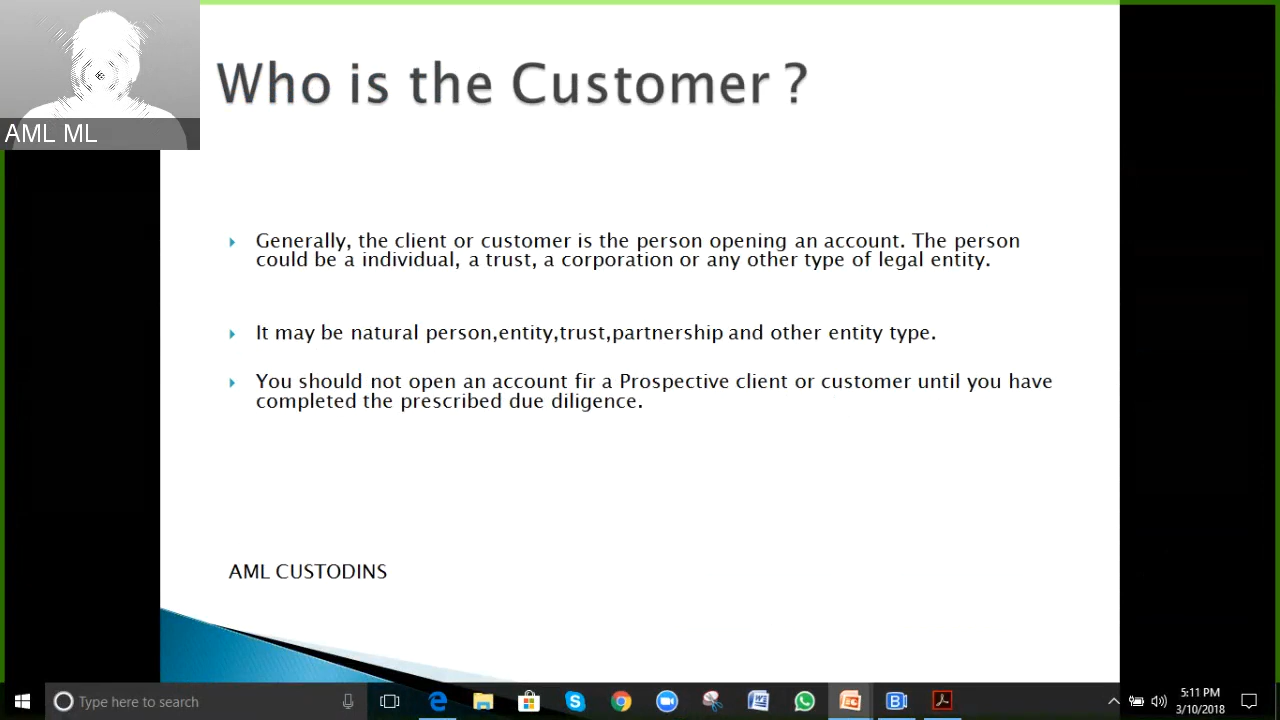 Who is the Customer ?
AML ML
Generally, the client or customer is the person opening an account. The person
could be a individual, a trust, a corporation or any other type of legal entity.
It may be natural person,entity,trust,partnership and other entity type.
You should not open an account fir a Prospective client or customer until you have
completed the prescribed due diligence.
AML CUSTODINS
Type here to search
5:11 PM
3/10/2018